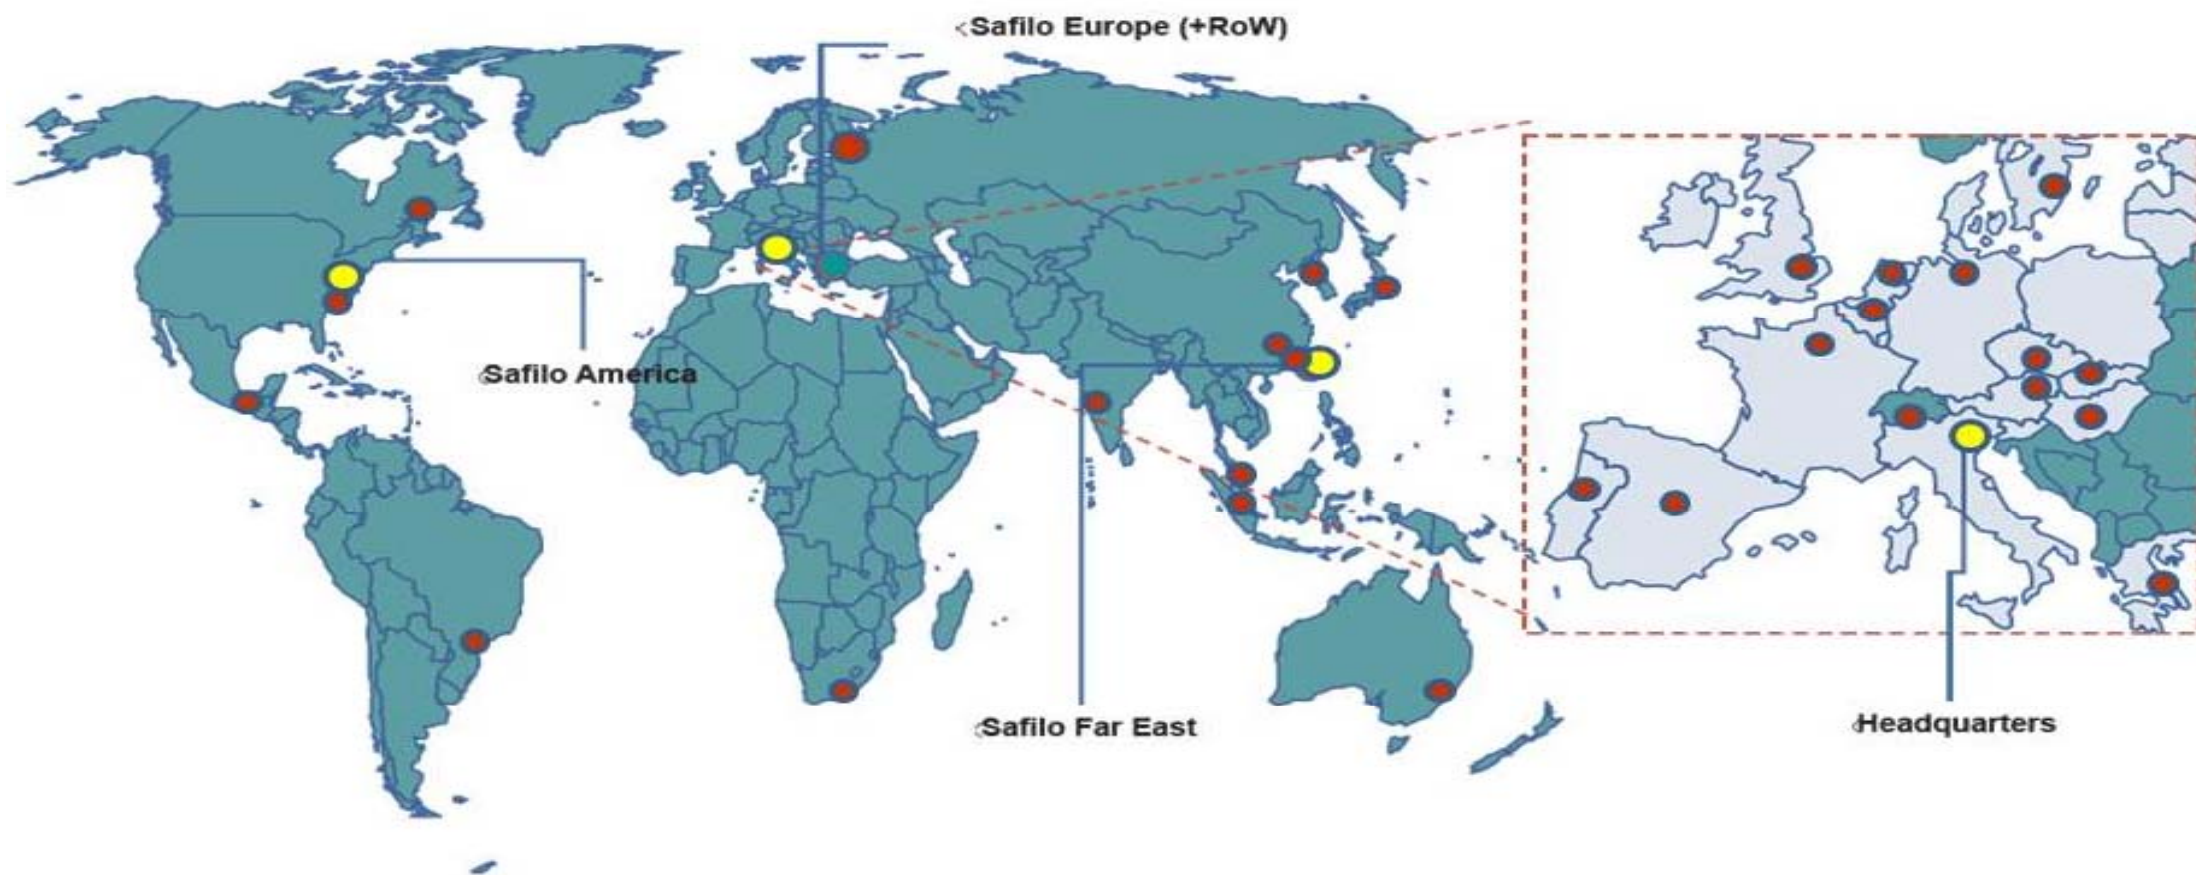 Safilo Europe (+RoW)
Safilo America
Safilo Far East
Headquarters